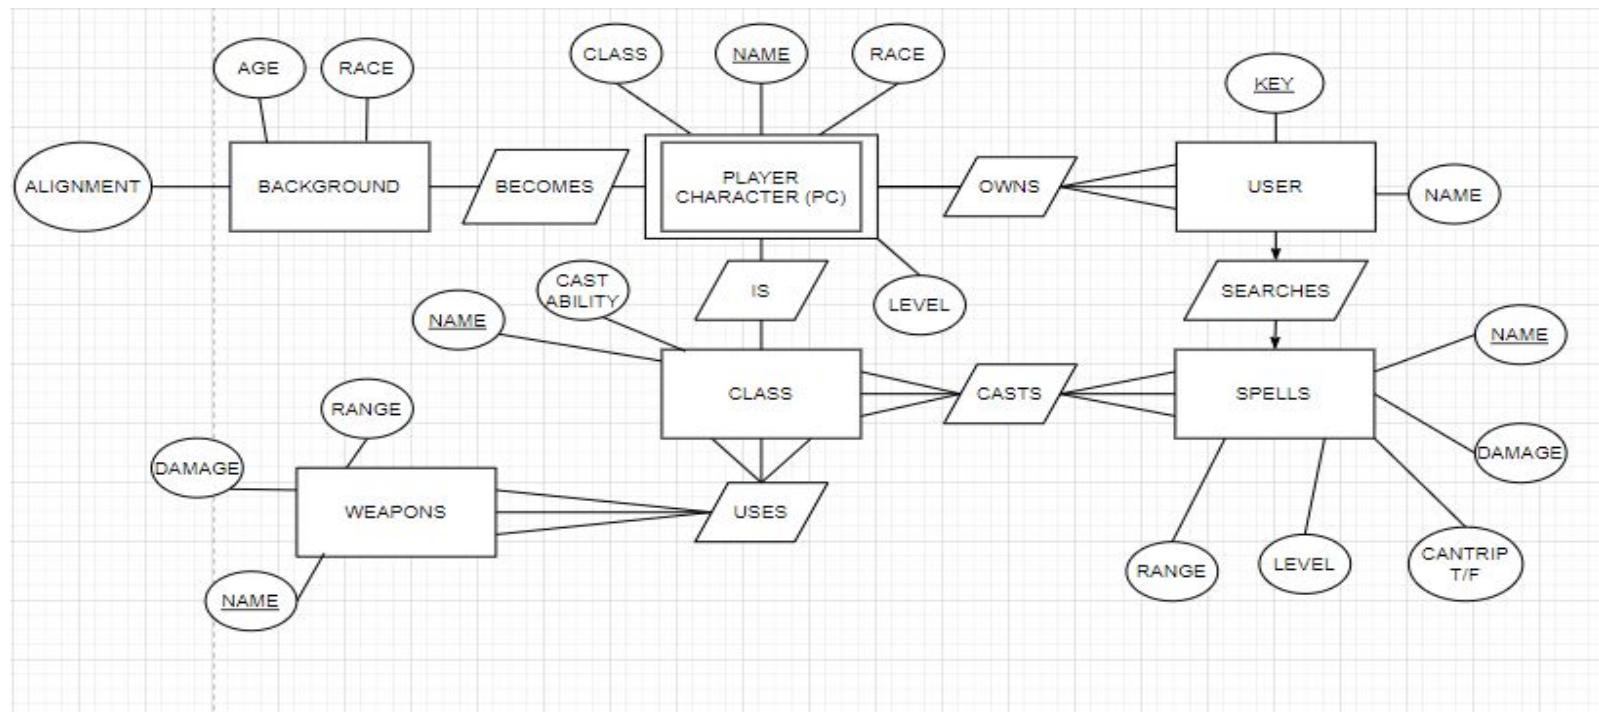 CLASS
NAME
RACE
AGE
RACE
KEY
ALIGNMENT
BACKGROUND
BECOMES
PLAYER
CHARACTER (PC)
OWNS
USER
NAME
CAST
ABILITY
IS
LEVEL
SEARCHES
NAME
NAME
CLASS
CASTS
SPELLS
RANGE
DAMAGE
DAMAGE
WEAPONS
USES
RANGE
LEVEL
CANTRIP
T/F
NAME